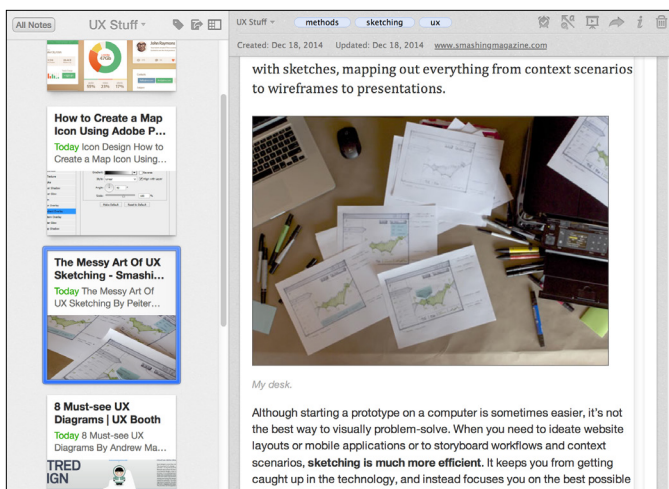 All Notes
UX Stuff
UX Stuff
methods
sketching
ux
Created: Dec 18, 2014 Updated: Dec 18, 2014 www.smashingmagazine.com
How to Create a Map
Icon Using Adobe P...
Today Icon Design How to
Create a Map Icon Using...
The Messy Art Of UX
Sketching - Smashi...
Today The Messy Art Of
UX Sketching By Peiter...
8 Must-see UX
Diagrams | UX Booth
Today 8 Must-see UX
Diagrams By Andrew Ma...
TRED
IGN
with sketches, mapping out everything from context scenarios
to wireframes to presentations.
My desk.
Although starting a prototype on a computer is sometimes easier, it's not
the best way to visually problem-solve. When you need to ideate website
layouts or mobile applications or to storyboard workflows and context
scenarios, sketching is much more efficient. It keeps you from getting
caught up in the technology, and instead focuses you on the best possible